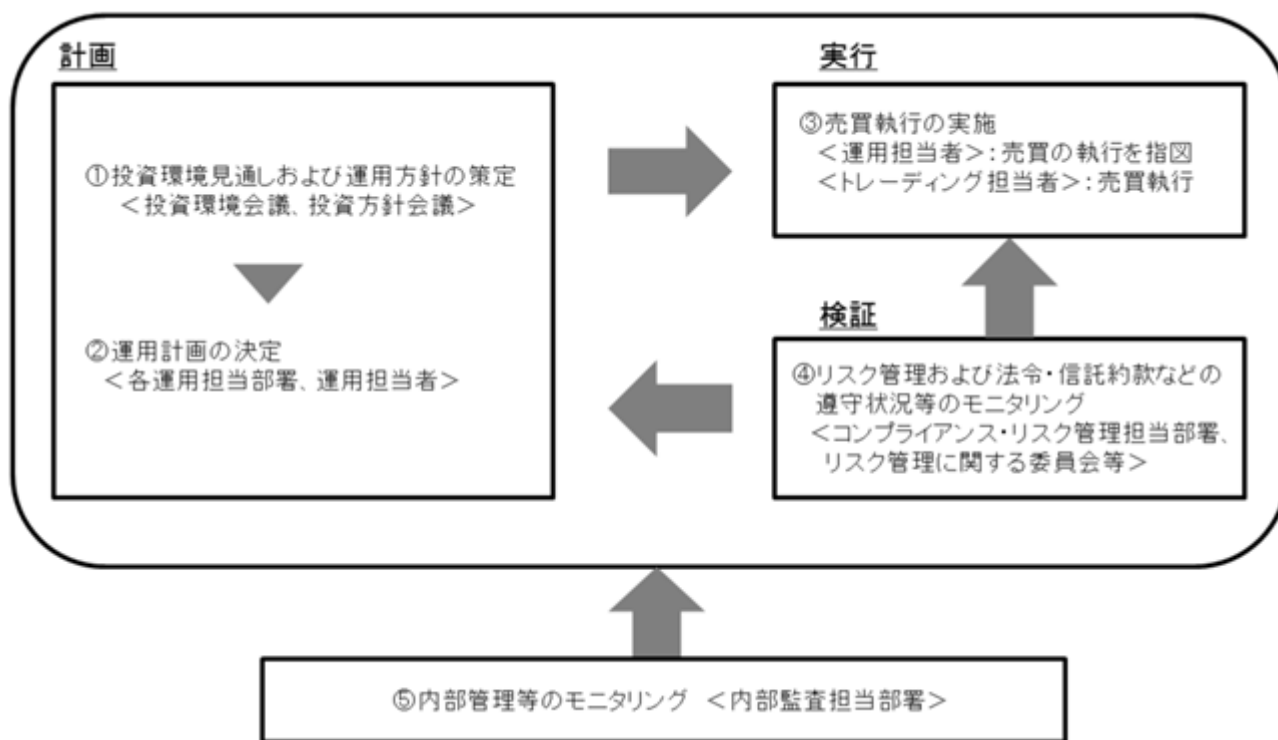 計画
①投資環境見通しおよび運用方針の策定
＜投資環境会議、投資方針会議＞
②運用計画の決定
＜各運用担当部署、運用担当者＞
実行
③売買執行の実施
＜運用担当者＞：売買の執行を指図
＜トレーディング担当者＞：売買執行
検証
④リスク管理および法令・信託約款などの
遵守状況等のモニタリング
＜コンプライアンス・リスク管理担当部署、
リスク管理に関する委員会等＞
⑤内部管理等のモニタリング ＜内部監査担当部署＞